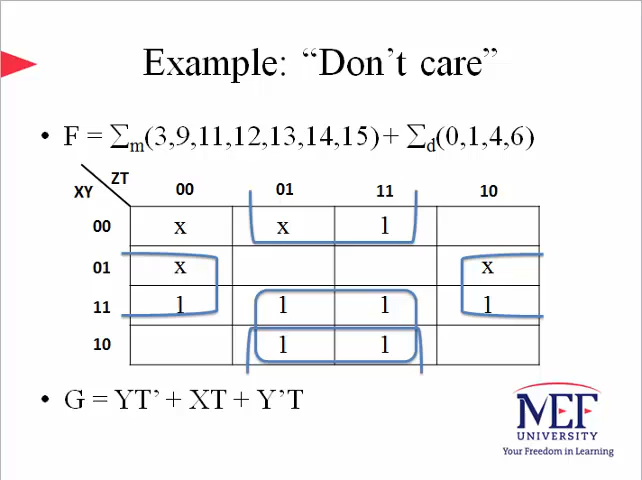 Example: “Don’t care”
• F = ∑m(3,9,11,12,13,14,15) + ∑d(0,1,4,6)
ZT
XY 00 01 11 10
00 x x 1
01 x x
11 1 1 1 1
10 1 1
• G = YT’ + XT + Y’T
MEF
UNIVERSITY
Your Freedom in Learning